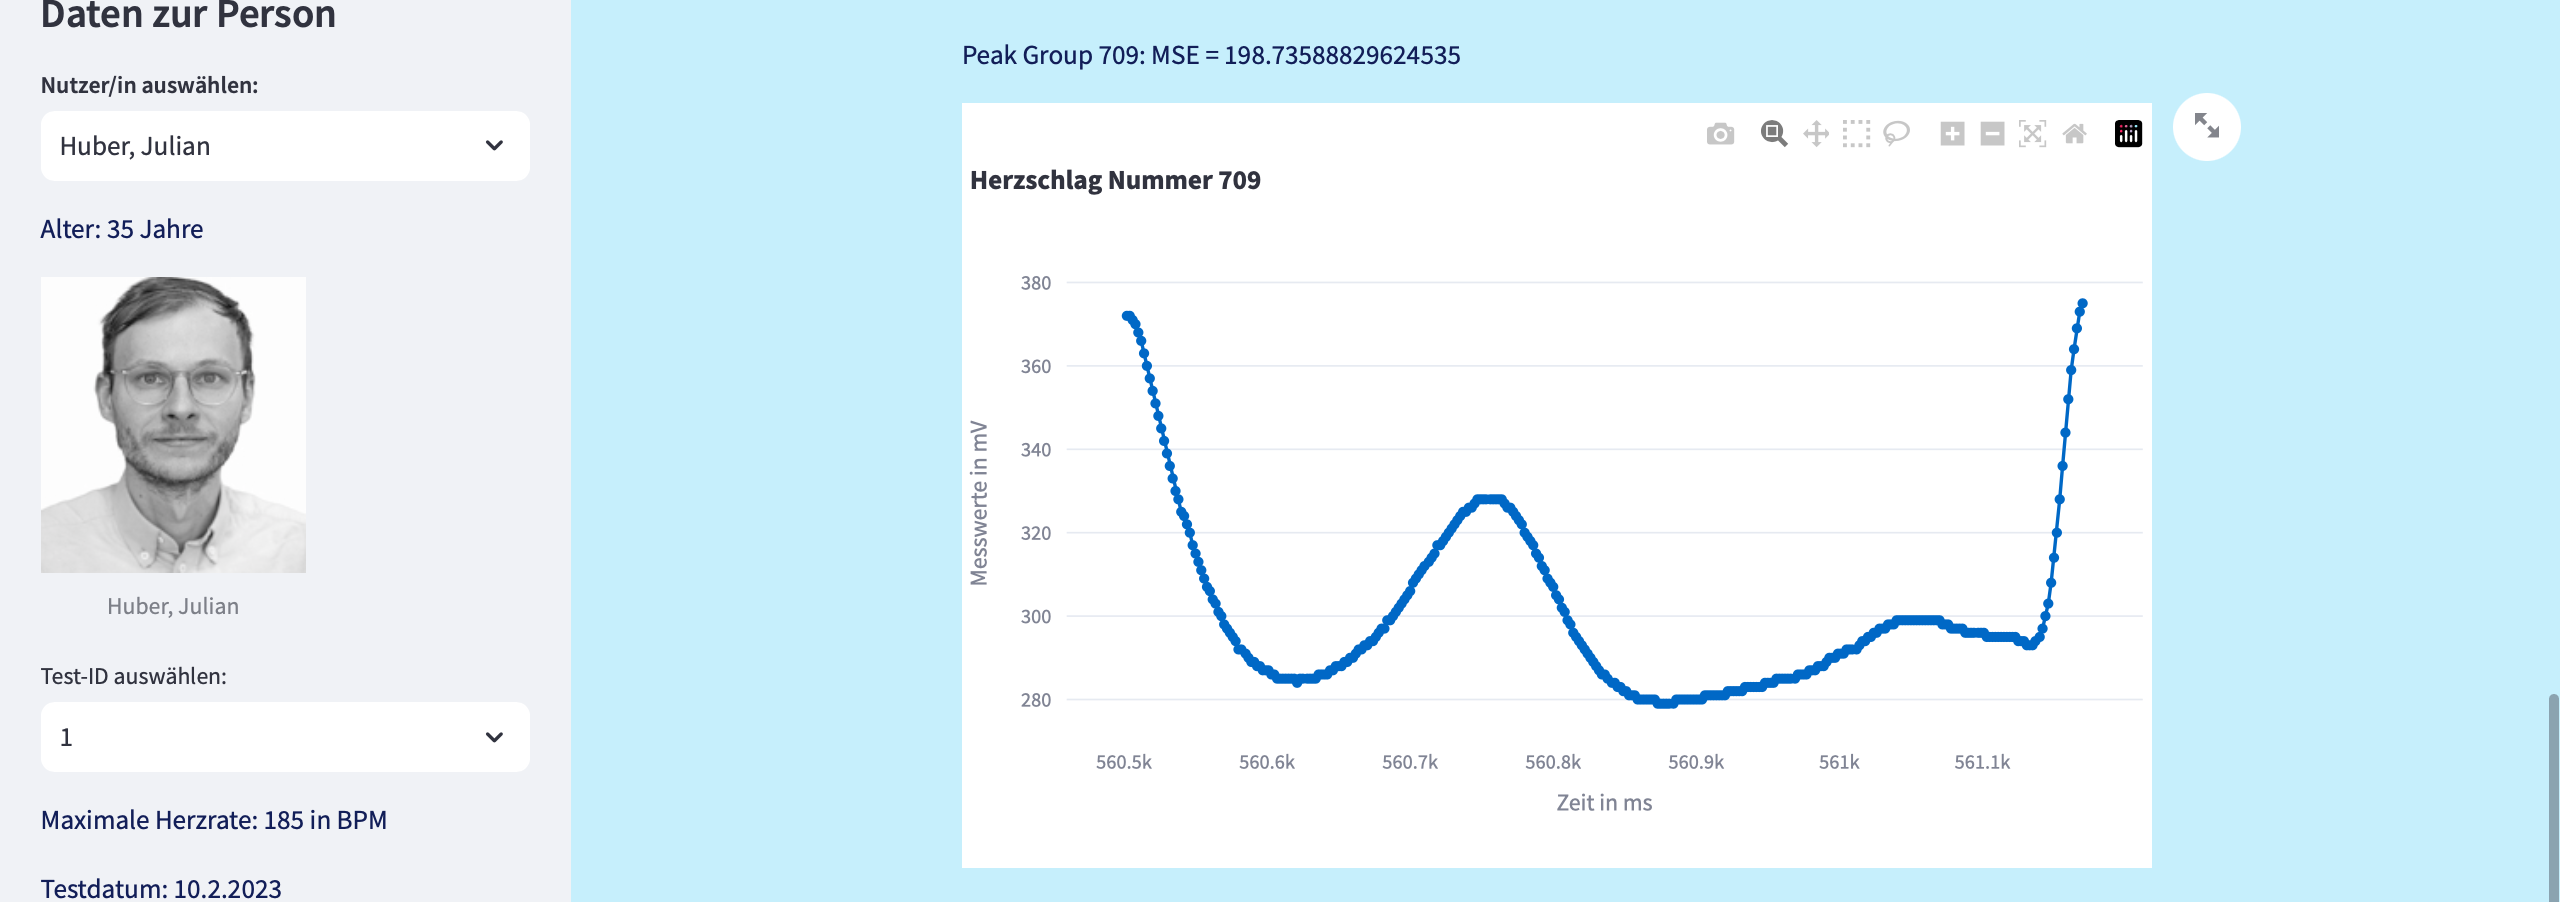 Daten zur Person
Nutzer/in auswählen:
Huber, Julian
Alter: 35 Jahre
Huber, Julian
Test-ID auswählen:
1
Maximale Herzrate: 185 in BPM
Testdatum: 10.2.2023
Peak Group 709: MSE = 198.73588829624535
Herzschlag Nummer 709
380
360
340
320
300
280
Messwerte in mV
560.5k 560.6k 560.7k 560.8k 560.9k 561k 561.1k
Zeit in ms